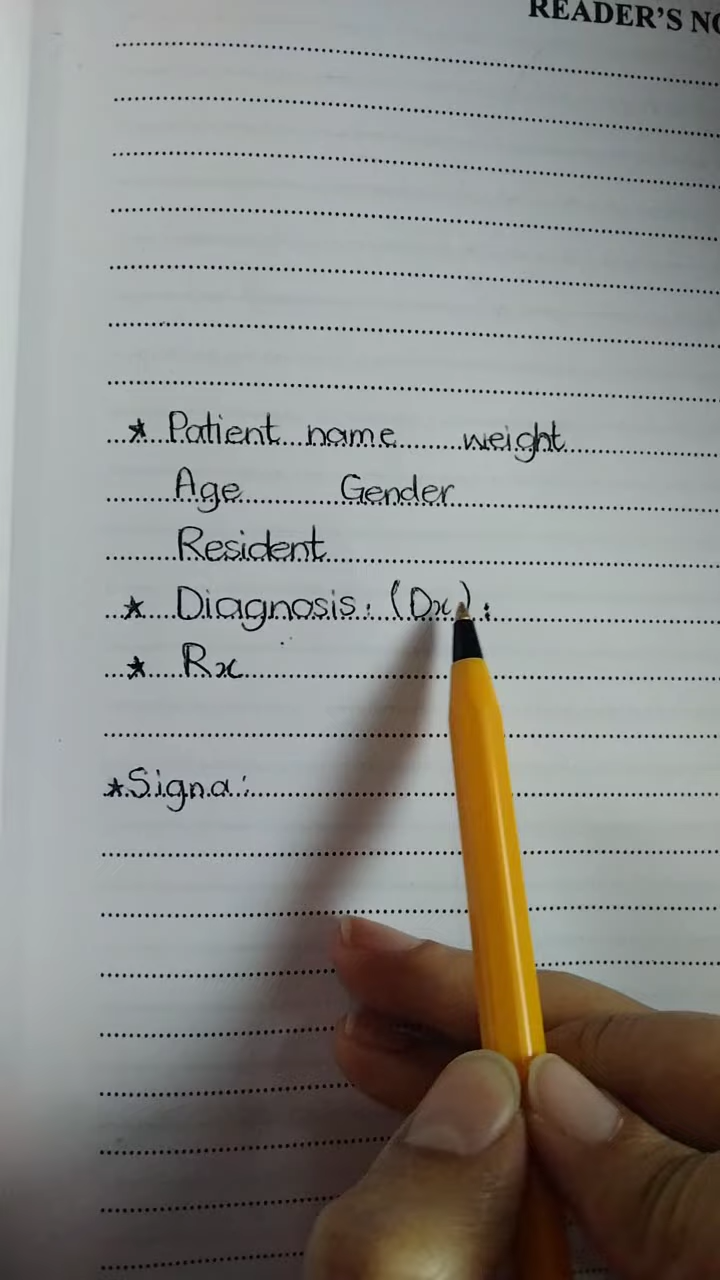 READER'S NO
* Patient name weight
Age Gender
Resident
* Diagnosis: (Dx):
* Rx
* Signa: